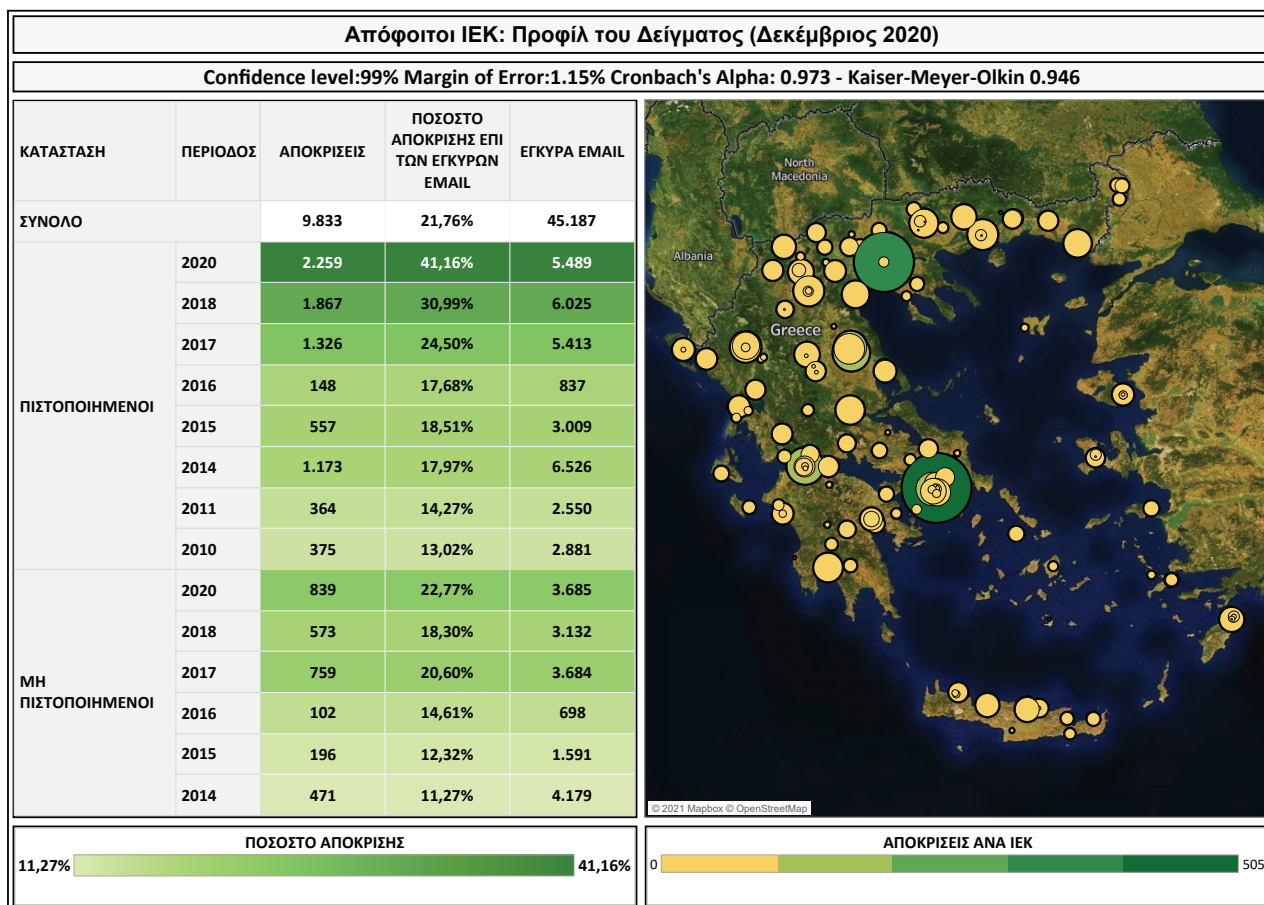 Απόφοιτοι ΙΕΚ: Προφίλ του Δείγματος (Δεκέμβριος 2020)
Confidence level:99% Margin of Error:1.15% Cronbach's Alpha: 0.973 - Kaiser-Meyer-Olkin 0.946
ΚΑΤΑΣΤΑΣΗ ΠΕΡΙΟΔΟΣ ΑΠΟΚΡΙΣΕΙΣ ΠΟΣΟΣΤΟ ΑΠΟΚΡΙΣΗΣ ΕΠΙ ΤΩΝ ΕΓΚΥΡΩΝ EMAIL ΕΓΚΥΡΑ EMAIL
ΣΥΝΟΛΟ 9.833 21,76% 45.187
ΠΙΣΤΟΠΟΙΗΜΕΝΟΙ
2020 2.259 41,16% 5.489
2018 1.867 30,99% 6.025
2017 1.326 24,50% 5.413
2016 148 17,68% 837
2015 557 18,51% 3.009
2014 1.173 17,97% 6.526
2011 364 14,27% 2.550
2010 375 13,02% 2.881
ΜΗ ΠΙΣΤΟΠΟΙΗΜΕΝΟΙ
2020 839 22,77% 3.685
2018 573 18,30% 3.132
2017 759 20,60% 3.684
2016 102 14,61% 698
2015 196 12,32% 1.591
2014 471 11,27% 4.179
North
Macedonia
Albania
Greece
© 2021 Mapbox © OpenStreetMap
ΠΟΣΟΣΤΟ ΑΠΟΚΡΙΣΗΣ
11,27% 41,16%
ΑΠΟΚΡΙΣΕΙΣ ΑΝΑ ΙΕΚ
0 505